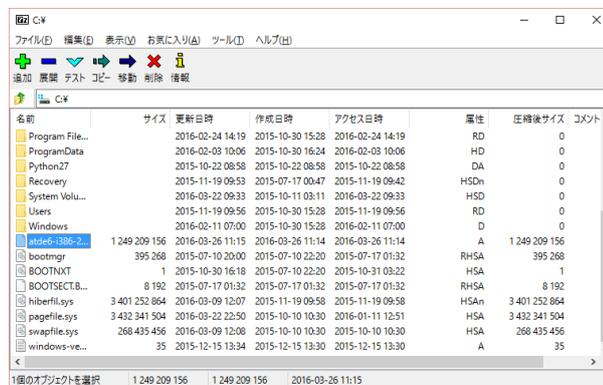 C:¥
ファイル(F) 編集(E) 表示(V) お気に入り(A) ツール(T) ヘルプ(H)
追加 展開 テスト コピー 移動 削除 情報
C:¥
名前 サイズ 更新日時 作成日時 アクセス日時 属性 圧縮後サイズ コメント
Program File... 2016-02-24 14:19 2015-10-30 15:28 2016-02-24 14:19 RD 0
ProgramData 2016-02-03 10:06 2015-10-30 16:24 2016-02-03 10:06 HD 0
Python27 2015-10-22 08:58 2015-10-22 08:58 2015-10-22 08:58 DA 0
Recovery 2015-11-19 09:53 2015-07-17 00:47 2015-11-19 09:42 HSDn 0
System Volu... 2016-03-22 09:33 2015-10-11 03:11 2016-03-22 09:33 HSD 0
Users 2015-11-19 09:56 2015-10-30 15:28 2015-11-19 09:56 RD 0
Windows 2016-02-11 07:00 2015-10-30 15:28 2016-02-11 07:00 D 0
atde6-i386-2... 1 249 209 156 2016-03-26 11:15 2016-03-26 11:14 2016-03-26 11:14 A 1 249 209 156
bootmgr 395 268 2015-07-10 20:00 2015-07-10 22:20 2015-07-17 01:32 RHSA 395 268
BOOTNXT 1 2015-10-30 16:18 2015-07-10 22:20 2015-10-31 03:22 HSA 1
BOOTSECT.B... 8 192 2015-07-17 01:32 2015-07-17 01:32 2015-07-17 01:32 RHSA 8 192
hiberfil.sys 3 401 252 864 2016-03-09 12:07 2015-11-19 09:58 2015-11-19 09:58 HSAn 3 401 252 864
pagefile.sys 3 432 341 504 2016-03-22 22:50 2015-10-10 10:30 2016-01-11 12:51 HSA 3 432 341 504
swapfile.sys 268 435 456 2016-03-09 12:08 2015-10-10 10:30 2015-10-10 10:30 HSA 268 435 456
windows-ve... 35 2015-12-15 13:34 2015-12-15 13:30 2015-12-15 13:30 A 35
1個のオブジェクトを選択 1 249 209 156 1 249 209 156 2016-03-26 11:15